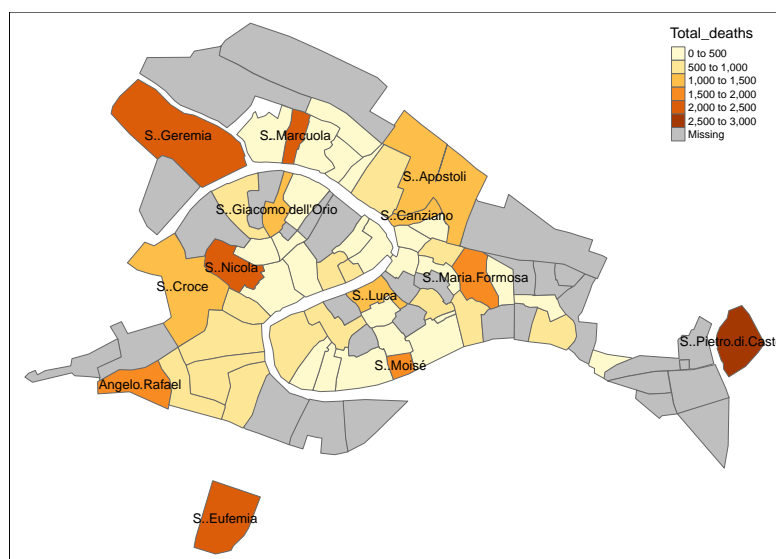 Total_deaths
0 to 500
500 to 1,000
1,000 to 1,500
1,500 to 2,000
2,000 to 2,500
2,500 to 3,000
Missing
S..Geremia
S..Marcuola
S..Apostoli
S..Giacomo.dell'Orio
S..Canziano
S..Nicola
S..Maria.Formosa
S..Croce
S..Luca
S..Pietro.di.Caste
S..Moisé
Angelo.Rafael
S..Eufemia